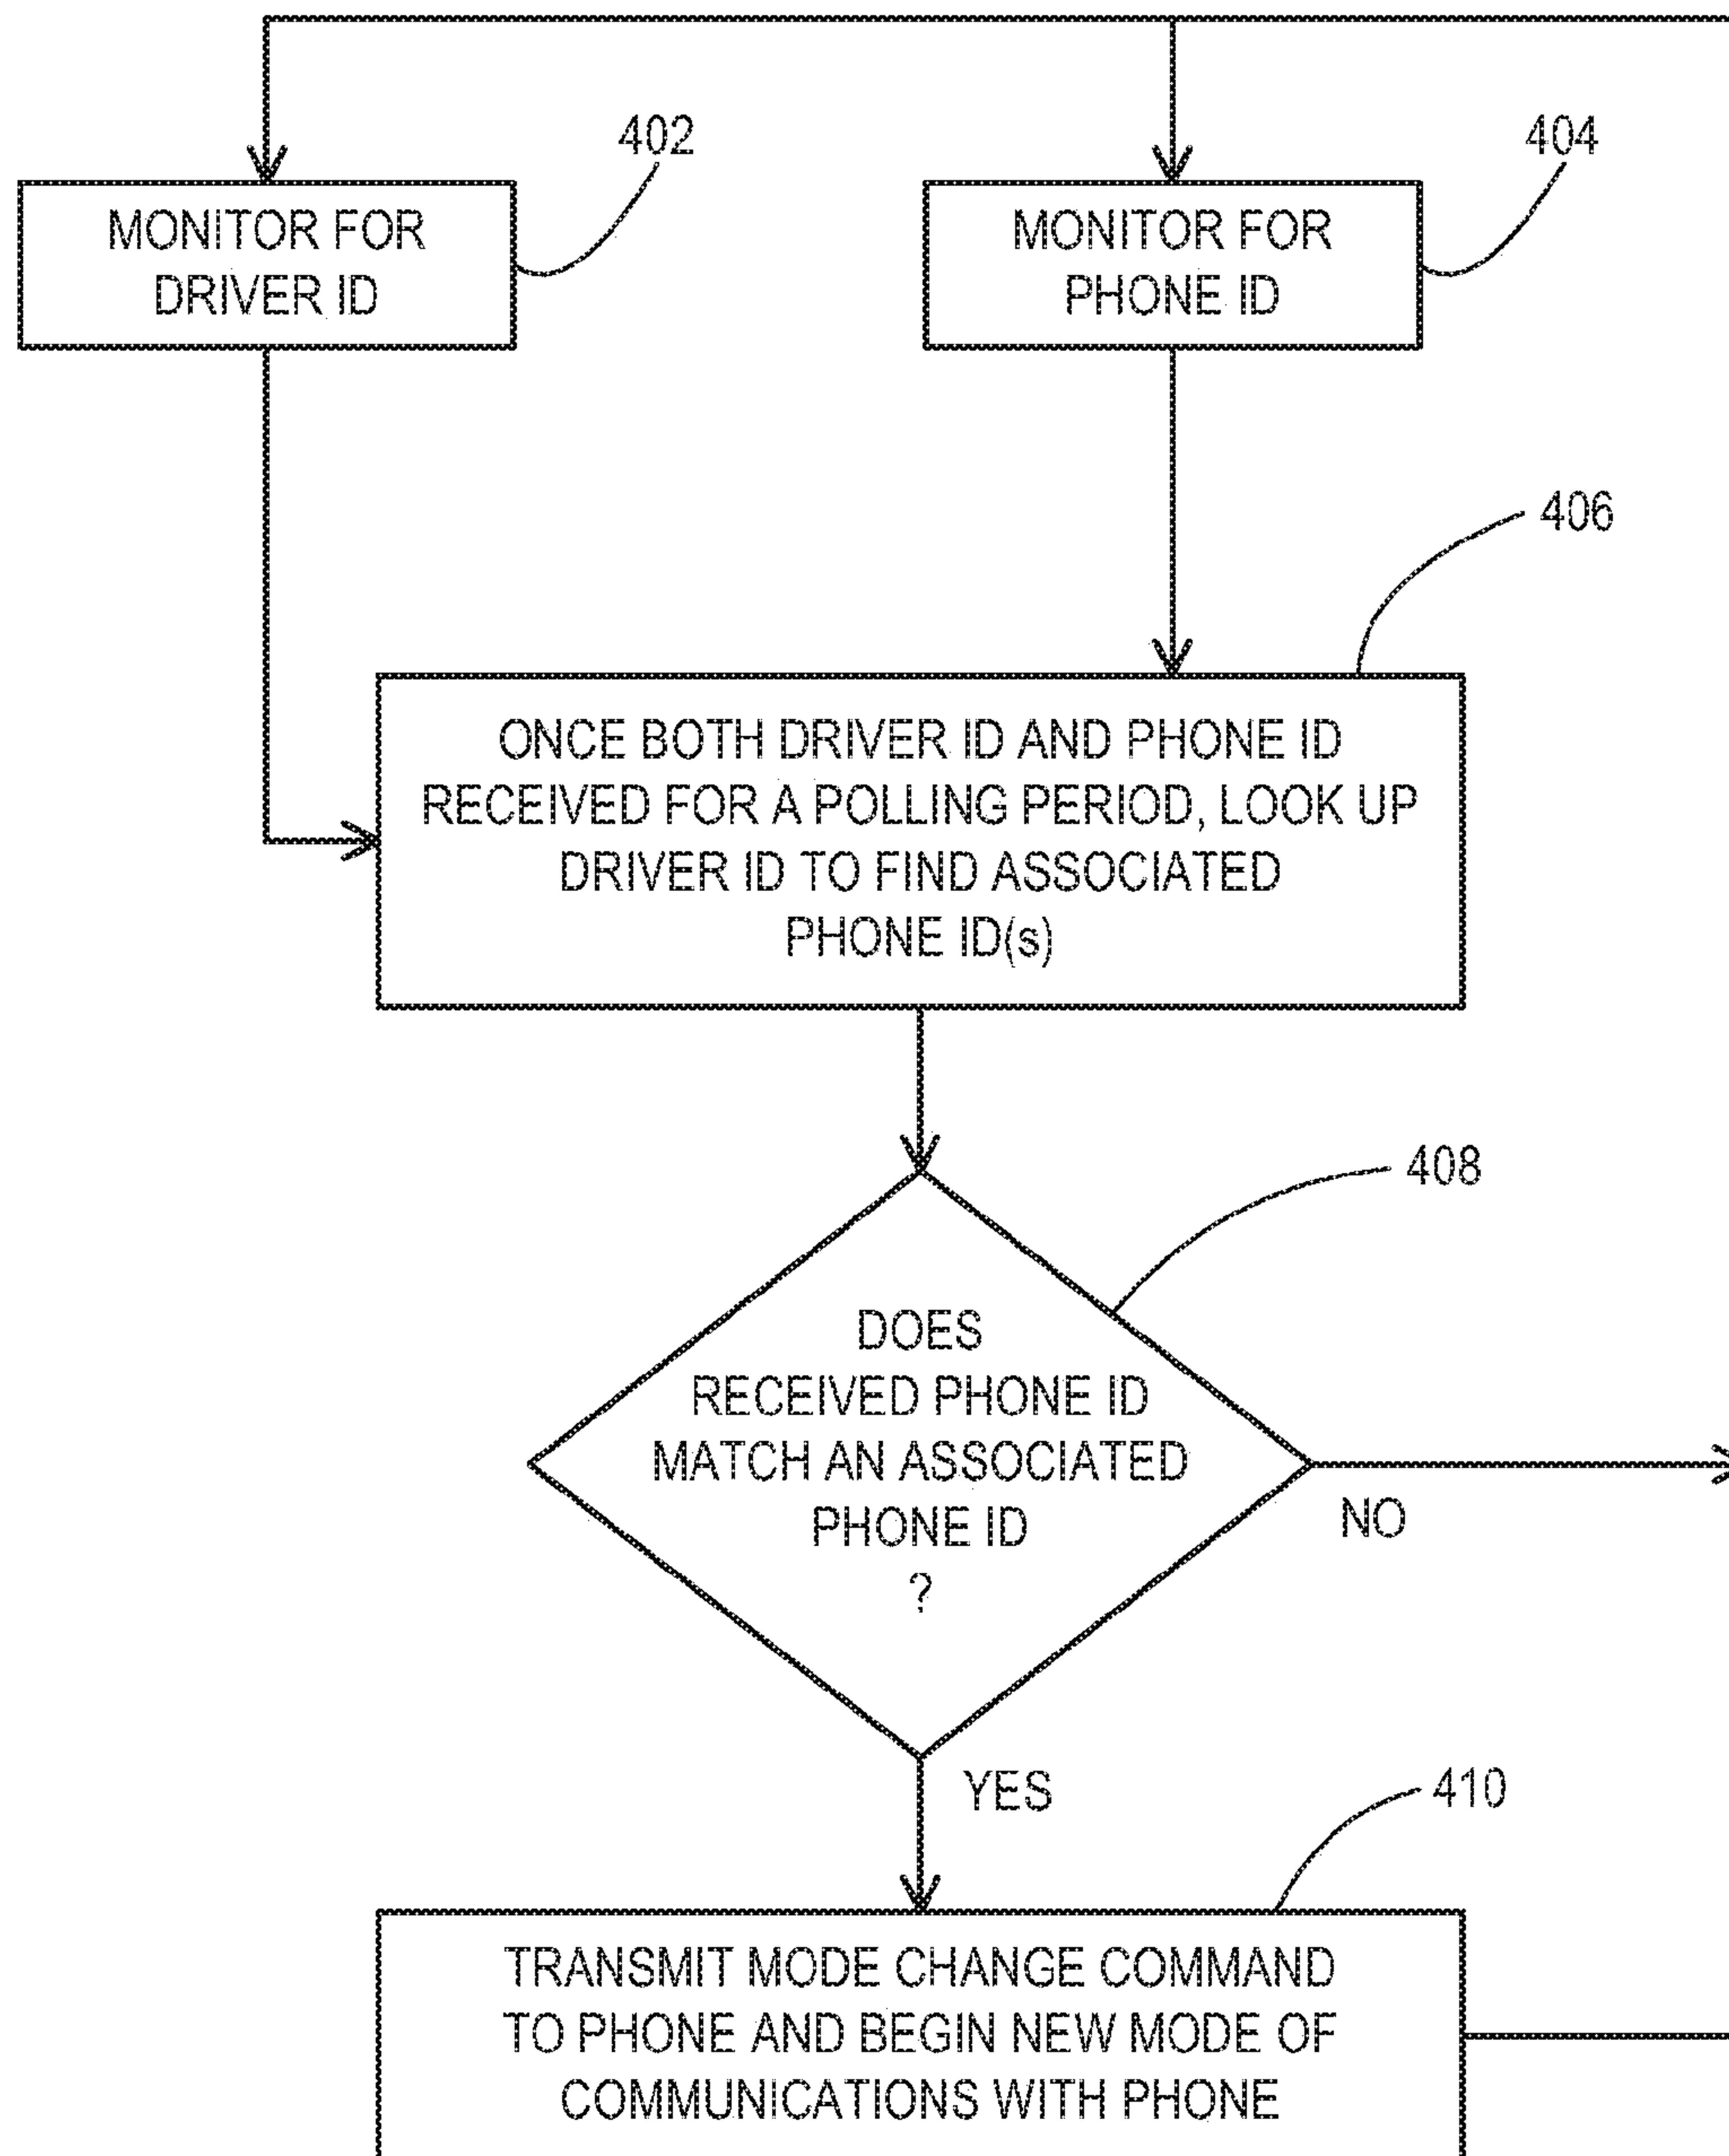 402
404
MONITOR FOR
DRIVER ID
MONITOR FOR
PHONE ID
406
ONCE BOTH DRIVER ID AND PHONE ID
RECEIVED FOR A POLLING PERIOD, LOOK UP
DRIVER ID TO FIND ASSOCIATED
PHONE ID(s)
408
DOES
RECEIVED PHONE ID
MATCH AN ASSOCIATED
PHONE ID
?
NO
YES
410
TRANSMIT MODE CHANGE COMMAND
TO PHONE AND BEGIN NEW MODE OF
COMMUNICATIONS WITH PHONE